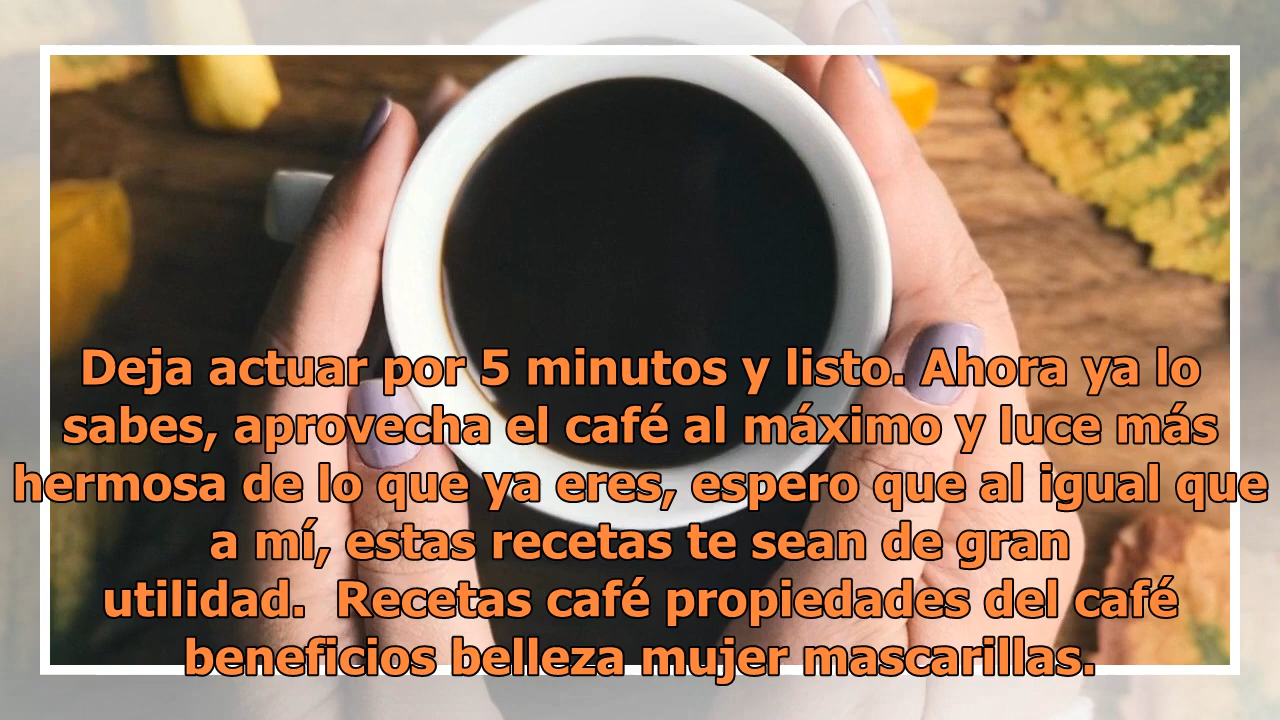 Deja actuar por 5 minutos y listo. Ahora ya lo
sabes, aprovecha el café al máximo y luce más
hermosa de lo que ya eres, espero que al igual que
a mí, estas recetas te sean de gran
utilidad.  Recetas café propiedades del café
beneficios belleza mujer mascarillas.